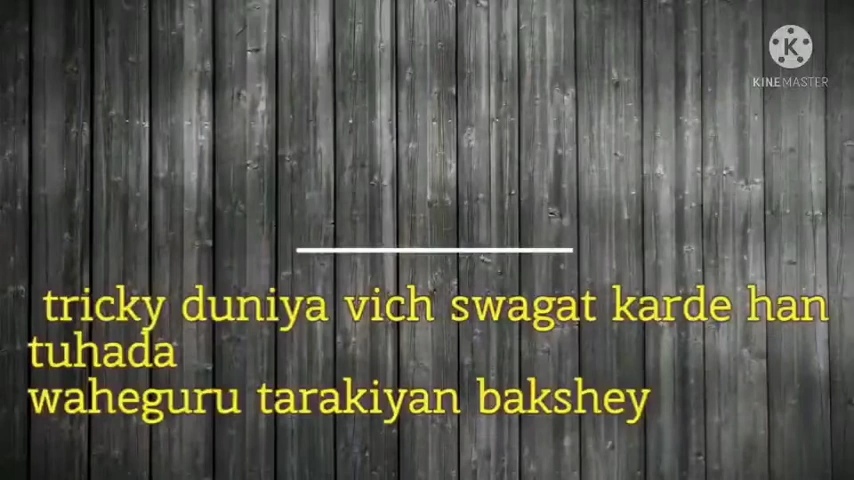 KINEMASTER
tricky duniya vich swagat karde han
tuhada
waheguru tarakiyan bakshey